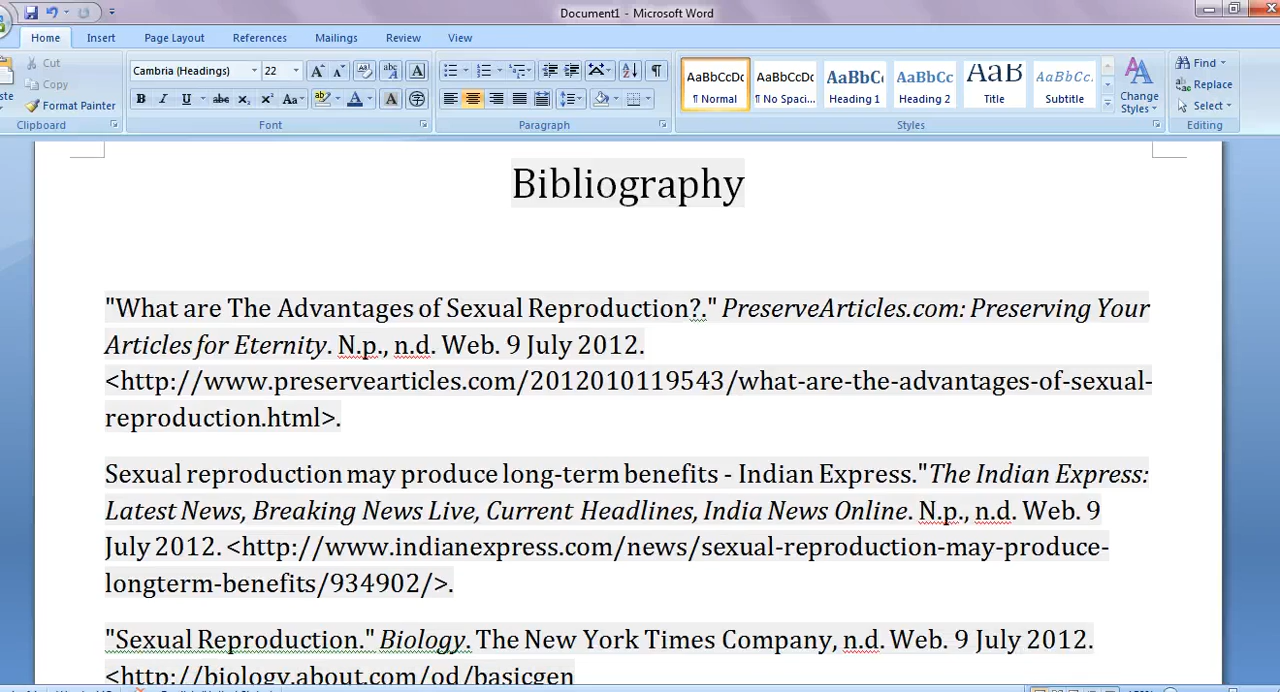 Document1 - Microsoft Word
Home Insert Page Layout References Mailings Review View
Cut
Copy
Format Painter
Clipboard
Cambria (Headings) 22
Font
Paragraph
AaBbCcDc AaBbCcDc AaBbC AaBbCc AaB AaBbCc
¶ Normal ¶ No Spaci... Heading 1 Heading 2 Title Subtitle
Styles
Change
Styles
Find
Replace
Select
Editing
Bibliography
"What are The Advantages of Sexual Reproduction?." PreserveArticles.com: Preserving Your
Articles for Eternity. N.p., n.d. Web. 9 July 2012.
<http://www.preservearticles.com/2012010119543/what-are-the-advantages-of-sexual-
reproduction.html>.
Sexual reproduction may produce long-term benefits - Indian Express."The Indian Express:
Latest News, Breaking News Live, Current Headlines, India News Online. N.p., n.d. Web. 9
July 2012. <http://www.indianexpress.com/news/sexual-reproduction-may-produce-
longterm-benefits/934902/>.
"Sexual Reproduction." Biology. The New York Times Company, n.d. Web. 9 July 2012.
<http://biology.about.com/od/basicgen